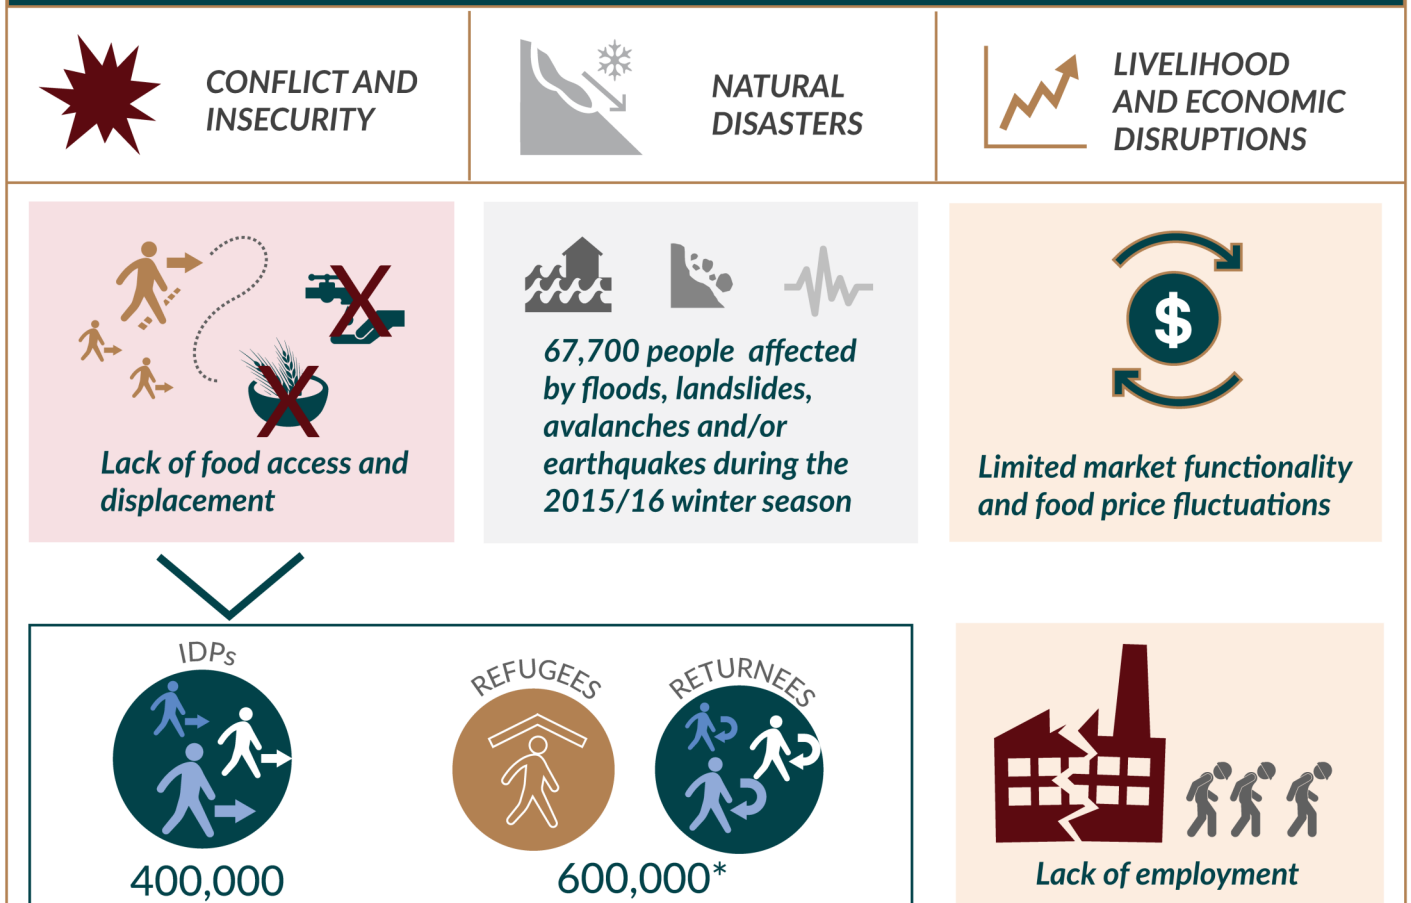 CONFLICT AND
INSECURITY
NATURAL
DISASTERS
LIVELIHOOD
AND ECONOMIC
DISRUPTIONS
Lack of food access and
displacement
67,700 people affected
by floods, landslides,
avalanches and/or
earthquakes during the
2015/16 winter season
$
Limited market functionality
and food price fluctuations
IDPs
REFUGEES
RETURNEES
400,000
600,000*
Lack of employment